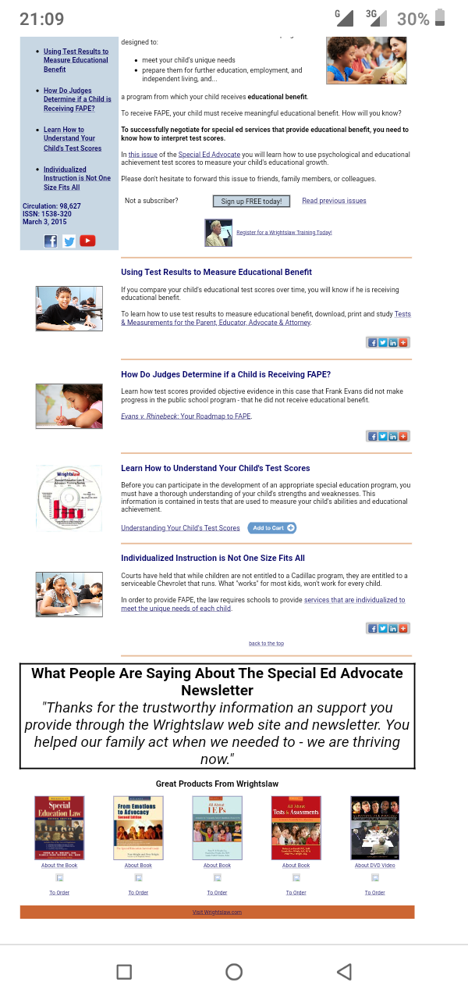 21:09
G
3G
30%
Using Test Results to
Measure Educational
Benefit
How Do Judges
Determine if a Child is
Receiving FAPE?
Learn How to
Understand Your
Child's Test Scores
Individualized
Instruction is Not One
Size Fits All
Circulation: 98,627
ISSN: 1538-320
March 3, 2015
designed to:
meet your child's unique needs
prepare them for further education, employment, and
independent living, and...
a program from which your child receives educational benefit.
To receive FAPE, your child must receive meaningful educational benefit. How will you know?
To successfully negotiate for special ed services that provide educational benefit, you need to
know how to interpret test scores.
In this issue of the Special Ed Advocate you will learn how to use psychological and educational
achievement test scores to measure your child's educational growth.
Please don't hesitate to forward this issue to friends, family members, or colleagues.
Not a subscriber? Sign up FREE today! Read previous issues
Register for a Wrightslaw Training Today!
Using Test Results to Measure Educational Benefit
If you compare your child's educational test scores over time, you will know if he is receiving
educational benefit.
To learn how to use test results to measure educational benefit, download, print and study Tests
& Measurements for the Parent, Educator, Advocate & Attorney.
How Do Judges Determine if a Child is Receiving FAPE?
Learn how test scores provided objective evidence in this case that Frank Evans did not make
progress in the public school program - that he did not receive educational benefit.
Evans v. Rhinebeck: Your Roadmap to FAPE.
Wrightslaw
Learn How to Understand Your Child's Test Scores
Before you can participate in the development of an appropriate special education program, you
must have a thorough understanding of your child's strengths and weaknesses. This
information is contained in tests that are used to measure your child's abilities and educational
achievement.
Understanding Your Child's Test Scores Add to Cart
Individualized Instruction is Not One Size Fits All
Courts have held that while children are not entitled to a Cadillac program, they are entitled to a
serviceable Chevrolet that runs. What "works" for most kids, won't work for every child.
In order to provide FAPE, the law requires schools to provide services that are individualized to
meet the unique needs of each child.
back to the top
What People Are Saying About The Special Ed Advocate
Newsletter
"Thanks for the trustworthy information an support you
provide through the Wrightslaw web site and newsletter. You
helped our family act when we needed to - we are thriving
now."
Great Products From Wrightslaw
Special
Education Law
From Emotions
to Advocacy
Second Edition
All About
IEPs
All About
Tests & Assessments
About the Book About Book About Book About Book About DVD Video
To Order To Order To Order To Order To Order
Visit Wrightslaw.com